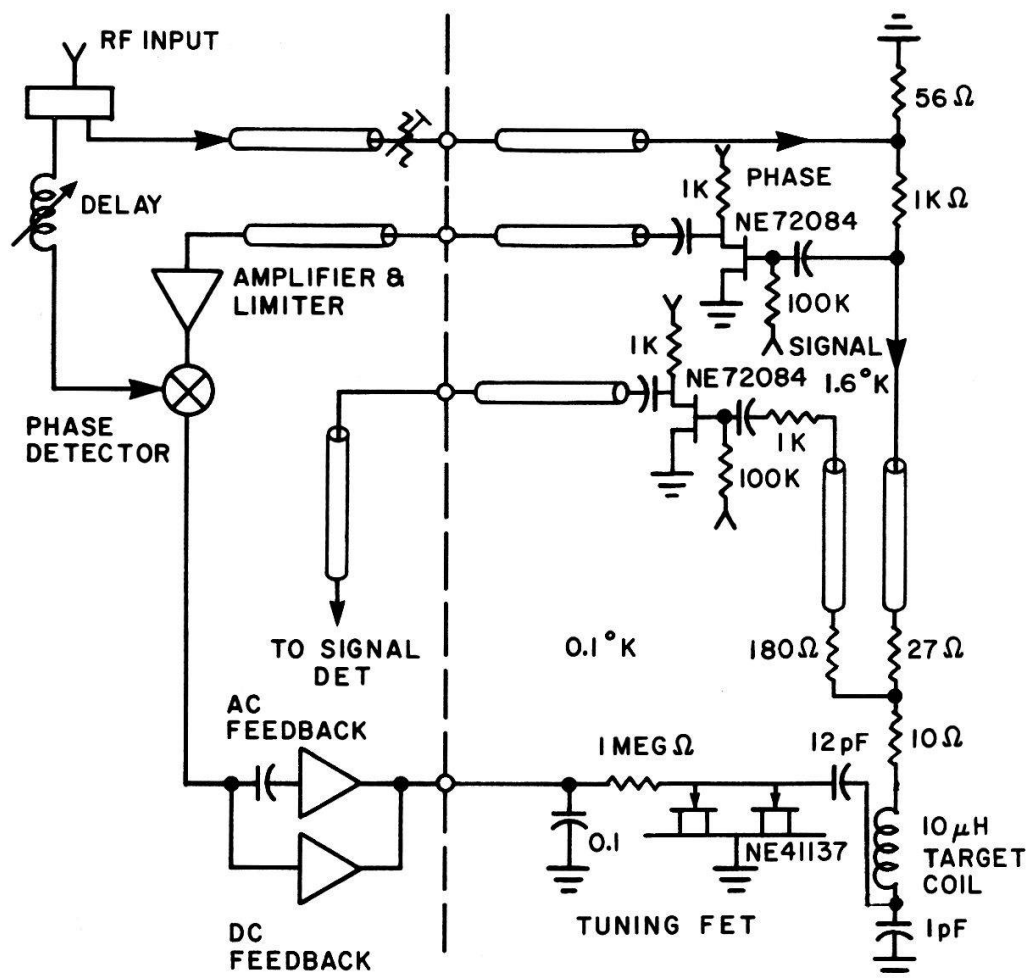 RF INPUT
56Ω
DELAY
1K
PHASE
1KΩ
NE72084
AMPLIFIER &
LIMITER
100K
SIGNAL
1K
NE72084
1.6°K
PHASE
DETECTOR
1K
100K
TO SIGNAL
DET
0.1°K
180Ω
27Ω
AC
FEEDBACK
1 MEG Ω
12pF
10Ω
0.1
NE41137
10μH
TARGET
COIL
TUNING FET
1pF
DC
FEEDBACK